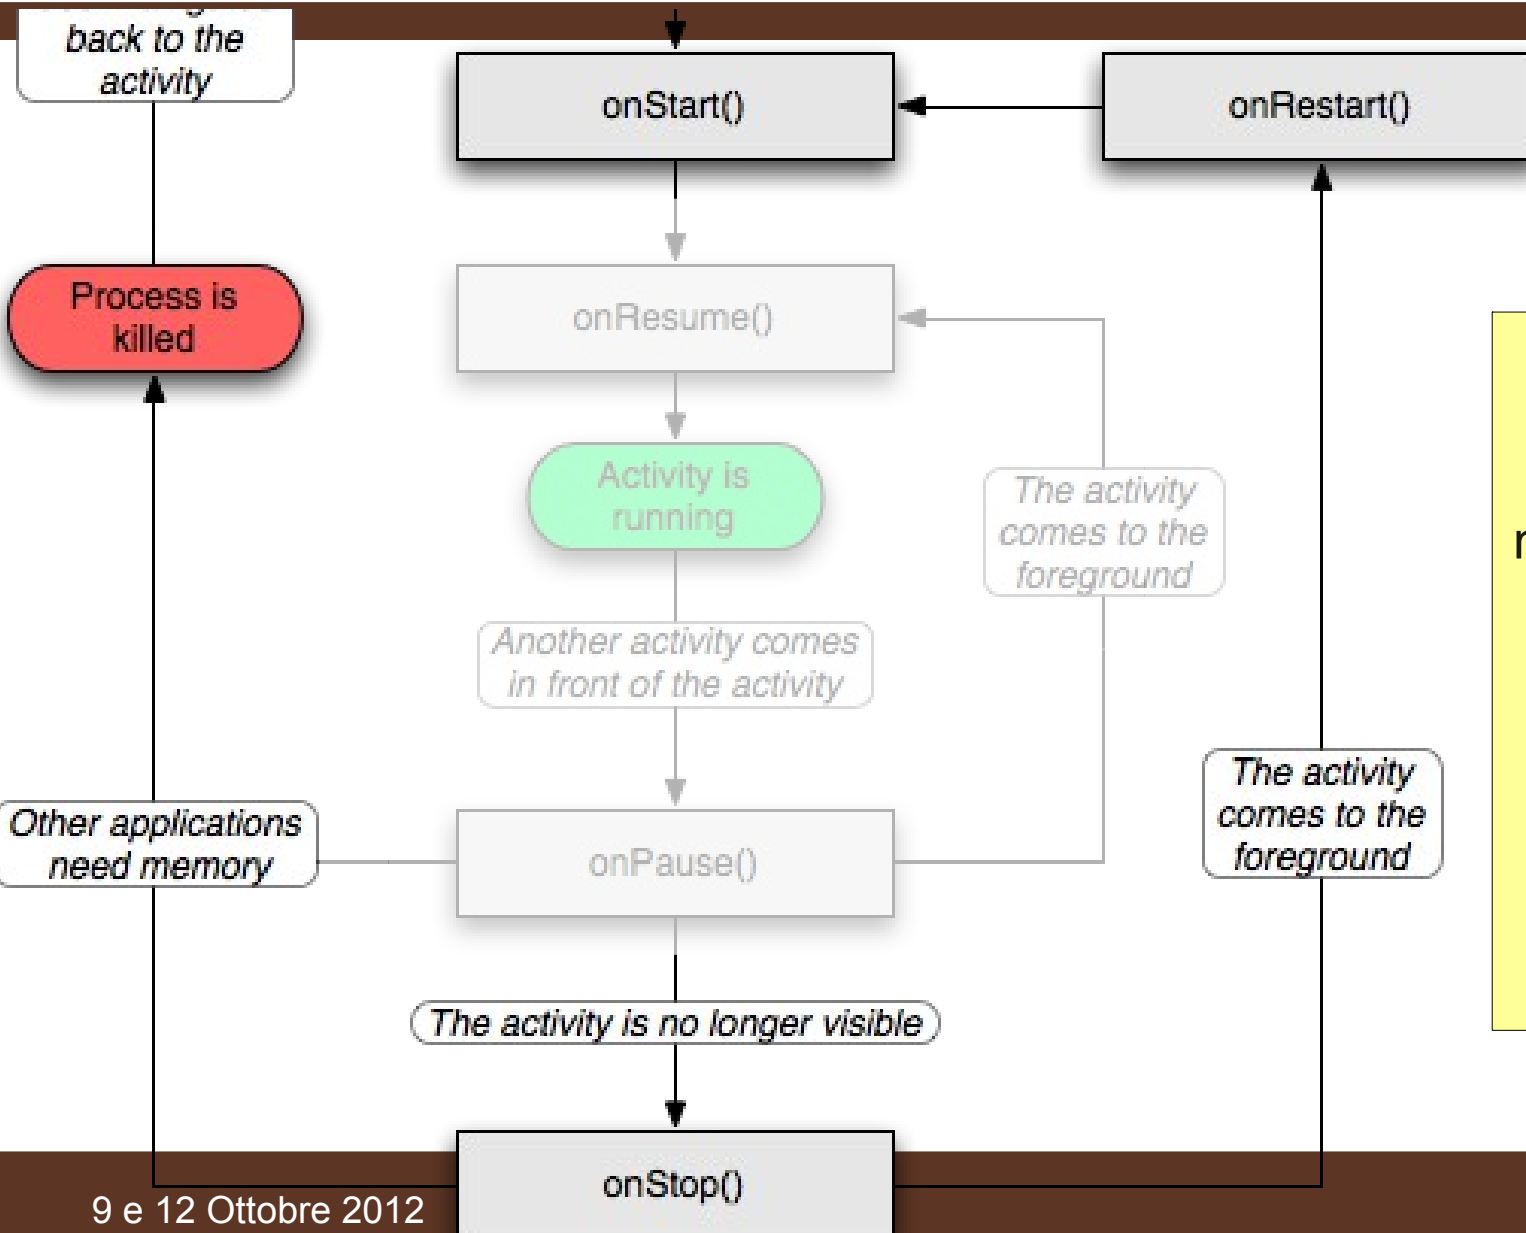 back to the
activity
onStart()
onRestart()
Process is
killed
onResume()
Activity is
running
The activity
comes to the
foreground
Another activity comes
in front of the activity
The activity
comes to the
foreground
Other applications
need memory
onPause()
The activity is no longer visible
onStop()
9 e 12 Ottobre 2012